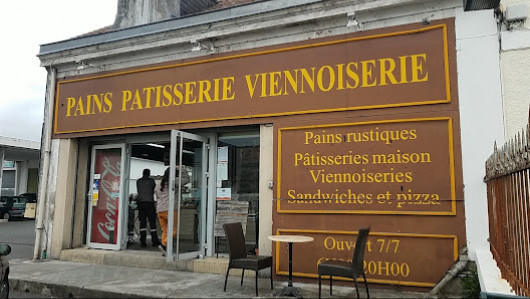 PAINS PATISSERIE VIENNOISERIE
Pains rustiques
Pâtisseries maison
Viennoiseries
Sandwiches et pizza
Ouvert 7/7
20H00
Coca-Cola